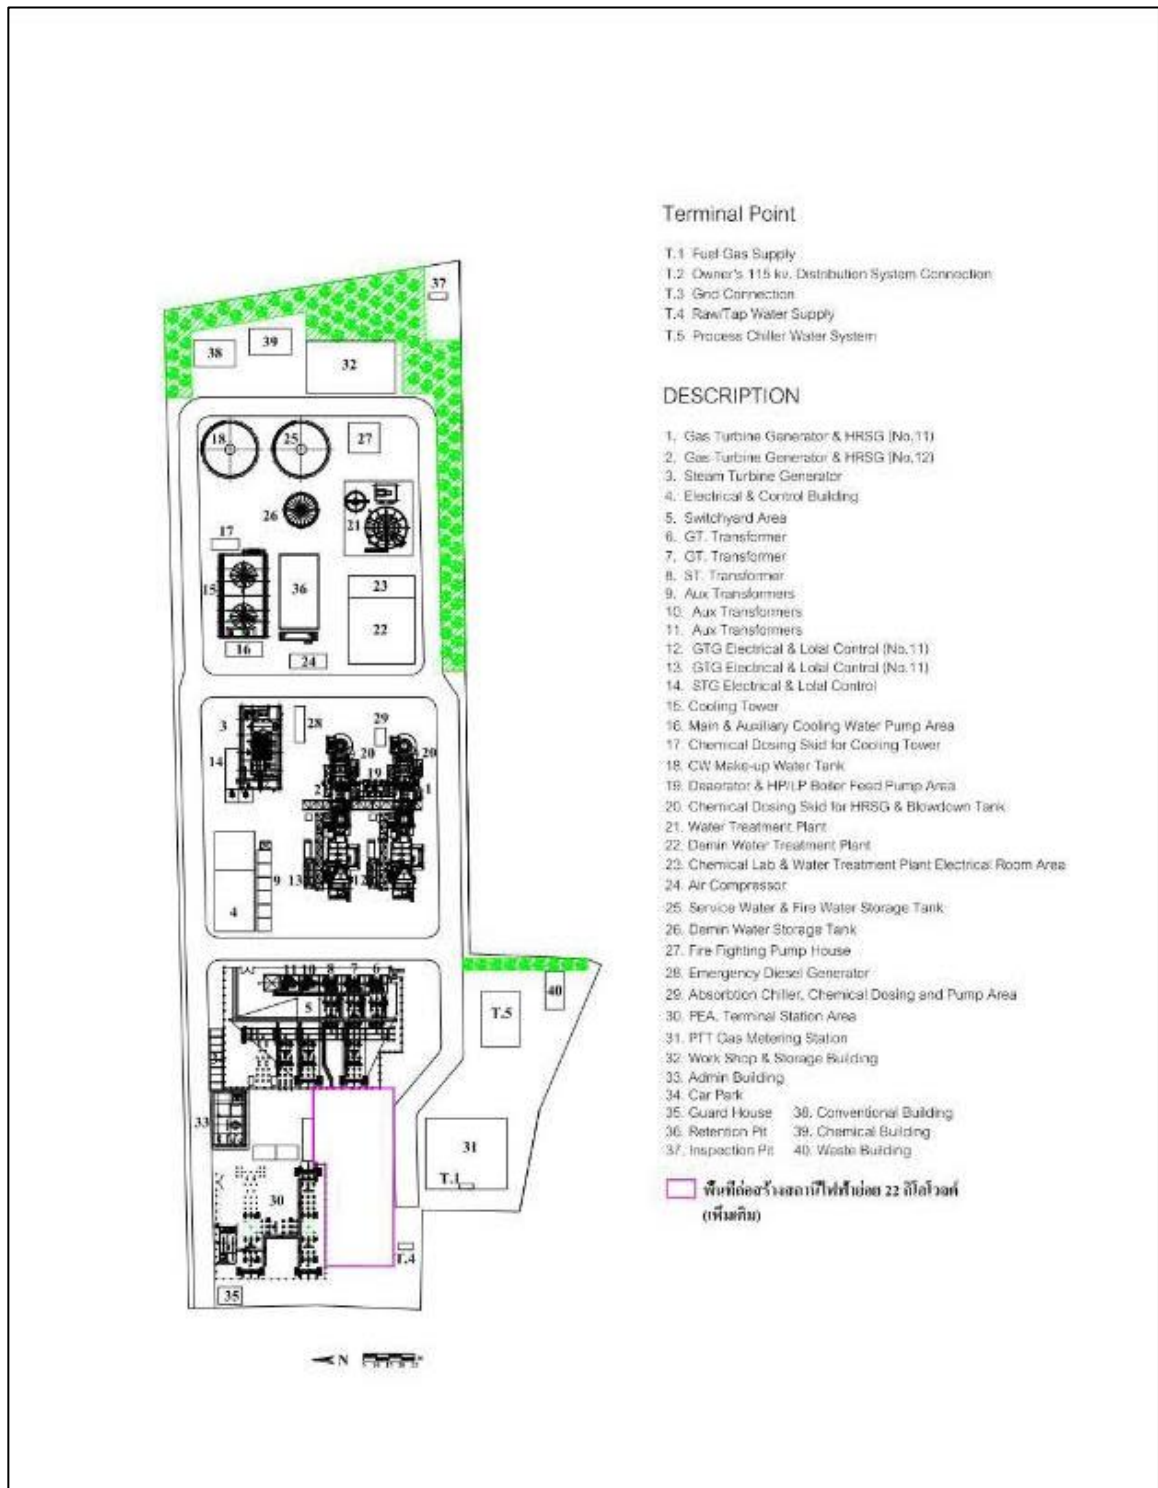 Terminal Point
T.1 Fuel Gas Supply
T.2 Owner's 115 kv. Distribution System Connection
T.3 Grid Connection
T.4 Raw/Tap Water Supply
T.5 Process Chiller Water System
DESCRIPTION
1. Gas Turbine Generator & HRSG (No.11)
2. Gas Turbine Generator & HRSG (No.12)
3. Steam Turbine Generator
4. Electrical & Control Building
5. Switchyard Area
6. GT. Transformer
7. GT. Transformer
8. ST. Transformer
9. Aux Transformers
10. Aux Transformers
11. Aux Transformers
12. GTG Electrical & Lolal Control (No.11)
13. GTG Electrical & Lolal Control (No.11)
14. STG Electrical & Lolal Control
15. Cooling Tower
16. Main & Auxiliary Cooling Water Pump Area
17. Chemical Dosing Skid for Cooling Tower
18. CW Make-up Water Tank
19. Deaerator & HP/LP Boiler Feed Pump Area
20. Chemical Dosing Skid for HRSG & Blowdown Tank
21. Water Treatment Plant
22. Demin Water Treatment Plant
23. Chemical Lab & Water Treatment Plant Electrical Room Area
24. Air Compressor
25. Service Water & Fire Water Storage Tank
26. Demin Water Storage Tank
27. Fire Fighting Pump House
28. Emergency Diesel Generator
29. Absorbtion Chiller, Chemical Dosing and Pump Area
30. PEA. Terminal Station Area
31. PTT Gas Metering Station
32. Work Shop & Storage Building
33. Admin Building
34. Car Park
35. Guard House 38. Conventional Building
36. Retention Pit 39. Chemical Building
37. Inspection Pit 40. Waste Building
พื้นที่ก่อสร้างสถานีไฟฟ้าย่อย 22 กิโลโวลต์
(เพิ่มเติม)
37
39
38
32
18
25
27
26
21
17
15
36
23
22
16
24
3
28
29
14
20
20
19
2
1
13
12
9
4
11 10 8 7 6
40
5
T.5
33
31
T.1
30
T.4
35
N